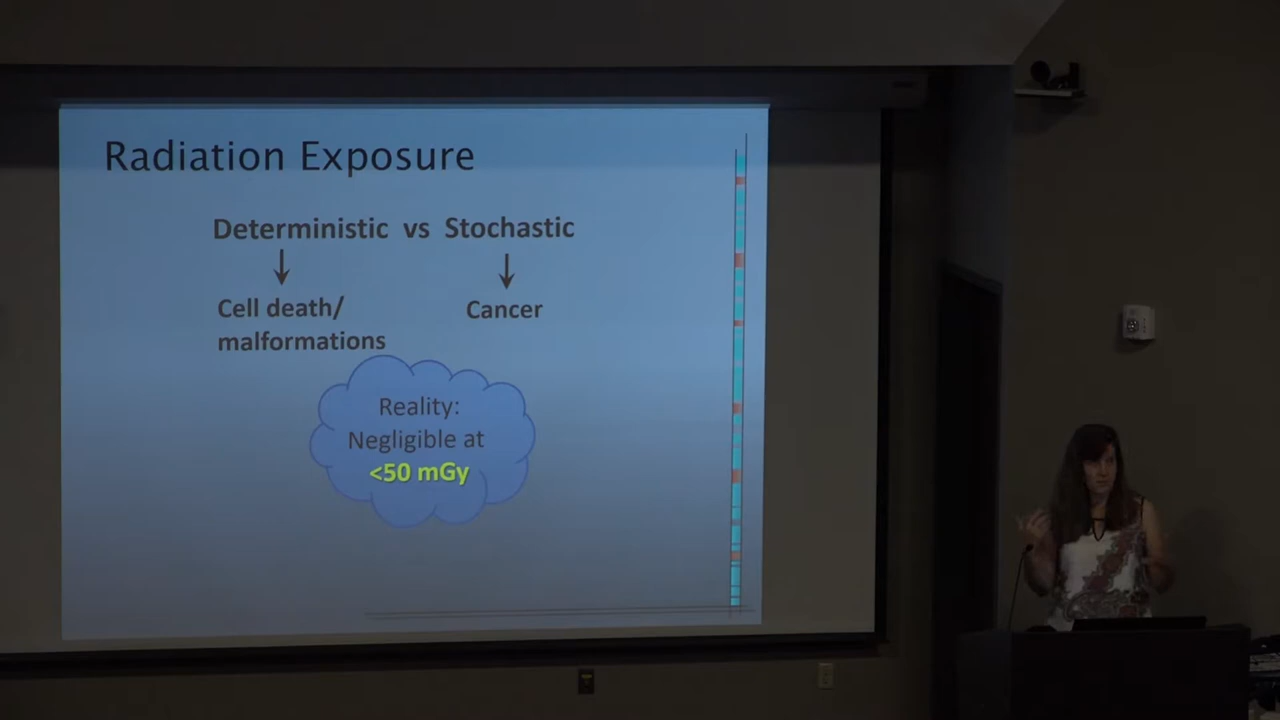 Radiation Exposure
Deterministic vs Stochastic
Cell death/
malformations
Cancer
Reality:
Negligible at
<50 mGy